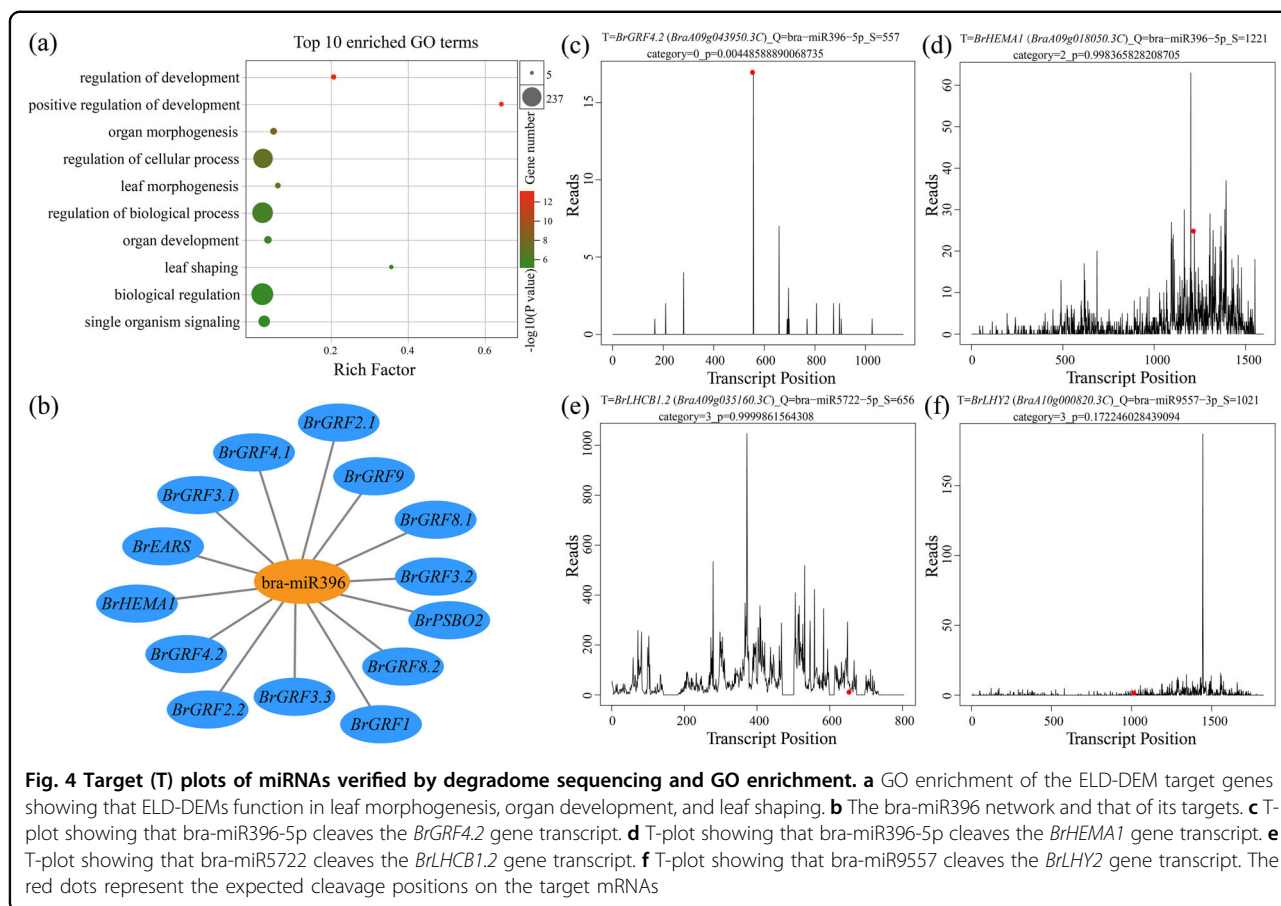 (a)
Top 10 enriched GO terms
regulation of development
positive regulation of development
organ morphogenesis
regulation of cellular process
leaf morphogenesis
regulation of biological process
organ development
leaf shaping
biological regulation
single organism signaling
0.2 0.4 0.6
Rich Factor
5
237
Gene number
12
10
8
6
-log10(P value)
(b)
BrGRF2.1
BrGRF4.1
BrGRF9
BrGRF3.1
BrGRF8.1
BrEARS
bra-miR396
BrGRF3.2
BrHEMA1
BrPSBO2
BrGRF4.2
BrGRF8.2
BrGRF2.2
BrGRF3.3
BrGRF1
(c)
T=BrGRF4.2 (BraA09g043950.3C)_Q=bra−miR396−5p_S=557
category=0_p=0.00448588890068735
Reads
15
10
5
0
0 200 400 600 800 1000
Transcript Position
(d)
T=BrHEMA1 (BraA09g018050.3C)_Q=bra−miR396−5p_S=1221
category=2_p=0.998365828208705
Reads
60
50
40
30
20
10
0
0 500 1000 1500
Transcript Position
(e)
T=BrLHCB1.2 (BraA09g035160.3C)_Q=bra−miR5722−5p_S=656
category=3_p=0.9999861564308
Reads
1000
800
600
400
200
0
0 200 400 600 800
Transcript Position
(f)
T=BrLHY2 (BraA10g000820.3C)_Q=bra−miR9557−3p_S=1021
category=3_p=0.172246028439094
Reads
150
100
50
0
0 500 1000 1500
Transcript Position
Fig. 4 Target (T) plots of miRNAs verified by degradome sequencing and GO enrichment. a GO enrichment of the ELD-DEM target genes
showing that ELD-DEMs function in leaf morphogenesis, organ development, and leaf shaping. b The bra-miR396 network and that of its targets. c T-
plot showing that bra-miR396-5p cleaves the BrGRF4.2 gene transcript. d T-plot showing that bra-miR396-5p cleaves the BrHEMA1 gene transcript. e
T-plot showing that bra-miR5722 cleaves the BrLHCB1.2 gene transcript. f T-plot showing that bra-miR9557 cleaves the BrLHY2 gene transcript. The
red dots represent the expected cleavage positions on the target mRNAs